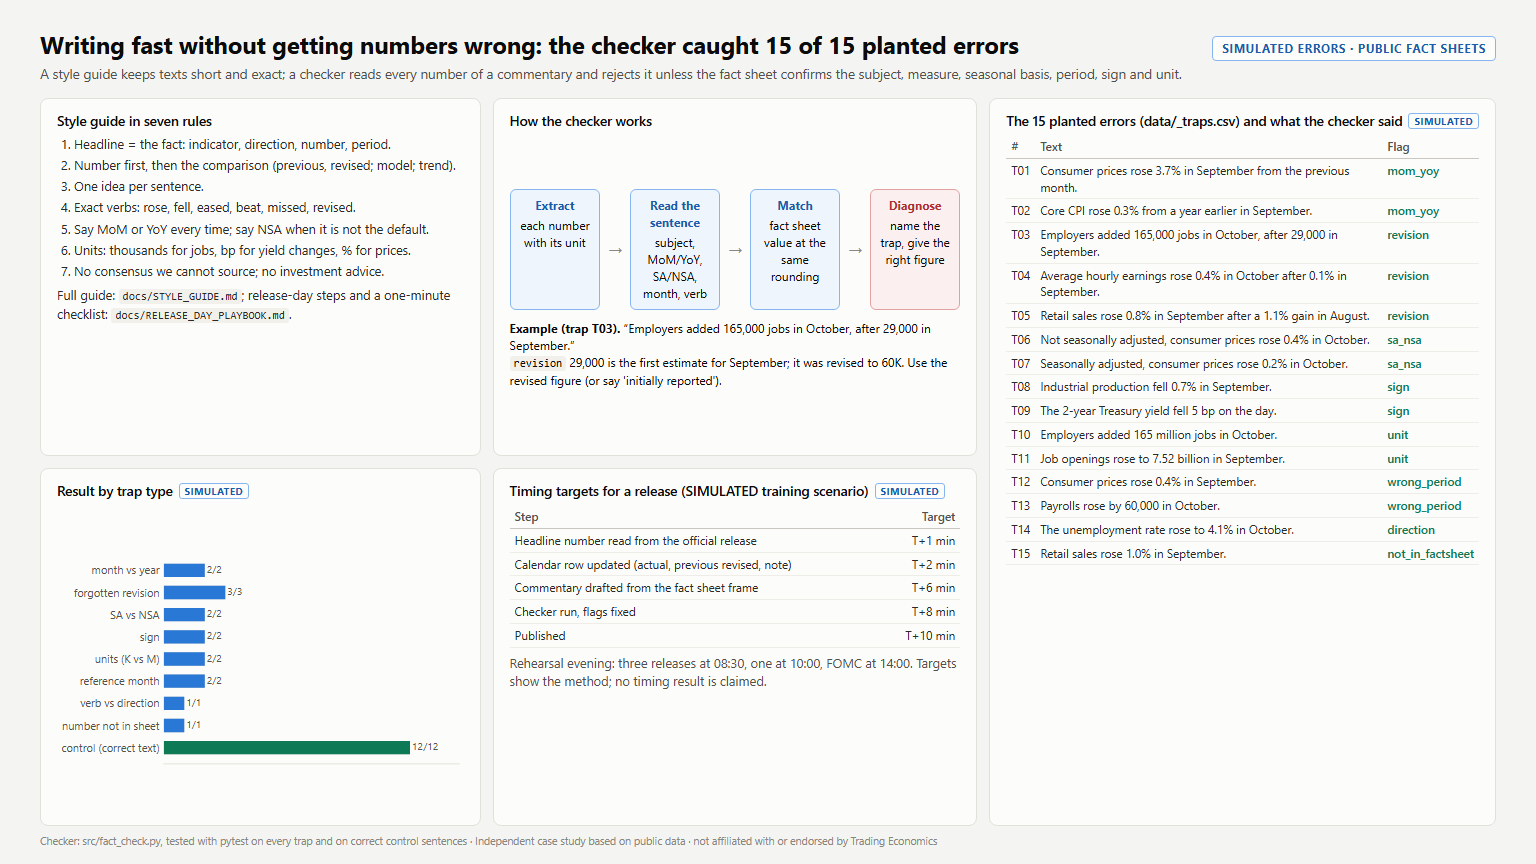 Writing fast without getting numbers wrong: the checker caught 15 of 15 planted errors
SIMULATED ERRORS · PUBLIC FACT SHEETS
A style guide keeps texts short and exact; a checker reads every number of a commentary and rejects it unless the fact sheet confirms the subject, measure, seasonal basis, period, sign and unit.
Style guide in seven rules
1. Headline = the fact: indicator, direction, number, period.
2. Number first, then the comparison (previous, revised; model; trend).
3. One idea per sentence.
4. Exact verbs: rose, fell, eased, beat, missed, revised.
5. Say MoM or YoY every time; say NSA when it is not the default.
6. Units: thousands for jobs, bp for yield changes, % for prices.
7. No consensus we cannot source; no investment advice.
Full guide: docs/STYLE_GUIDE.md; release-day steps and a one-minute
checklist: docs/RELEASE_DAY_PLAYBOOK.md.
How the checker works
Extract
each number
with its unit
→
Read the
sentence
subject,
MoM/YoY,
SA/NSA,
month, verb
→
Match
fact sheet
value at the
same
rounding
→
Diagnose
name the
trap, give the
right figure
Example (trap T03). “Employers added 165,000 jobs in October, after 29,000 in
September.”
revision 29,000 is the first estimate for September; it was revised to 60K. Use the
revised figure (or say 'initially reported').
The 15 planted errors (data/_traps.csv) and what the checker said SIMULATED
# Text Flag
T01 Consumer prices rose 3.7% in September from the previous
month. mom_yoy
T02 Core CPI rose 0.3% from a year earlier in September. mom_yoy
T03 Employers added 165,000 jobs in October, after 29,000 in
September. revision
T04 Average hourly earnings rose 0.4% in October after 0.1% in
September. revision
T05 Retail sales rose 0.8% in September after a 1.1% gain in August. revision
T06 Not seasonally adjusted, consumer prices rose 0.4% in October. sa_nsa
T07 Seasonally adjusted, consumer prices rose 0.2% in October. sa_nsa
T08 Industrial production fell 0.7% in September. sign
T09 The 2-year Treasury yield fell 5 bp on the day. sign
T10 Employers added 165 million jobs in October. unit
T11 Job openings rose to 7.52 billion in September. unit
T12 Consumer prices rose 0.4% in September. wrong_period
T13 Payrolls rose by 60,000 in October. wrong_period
T14 The unemployment rate rose to 4.1% in October. direction
T15 Retail sales rose 1.0% in September. not_in_factsheet
Result by trap type SIMULATED
month vs year 2/2
forgotten revision 3/3
SA vs NSA 2/2
sign 2/2
units (K vs M) 2/2
reference month 2/2
verb vs direction 1/1
number not in sheet 1/1
control (correct text) 12/12
Timing targets for a release (SIMULATED training scenario) SIMULATED
Step Target
Headline number read from the official release T+1 min
Calendar row updated (actual, previous revised, note) T+2 min
Commentary drafted from the fact sheet frame T+6 min
Checker run, flags fixed T+8 min
Published T+10 min
Rehearsal evening: three releases at 08:30, one at 10:00, FOMC at 14:00. Targets
show the method; no timing result is claimed.
Checker: src/fact_check.py, tested with pytest on every trap and on correct control sentences · Independent case study based on public data · not affiliated with or endorsed by Trading Economics